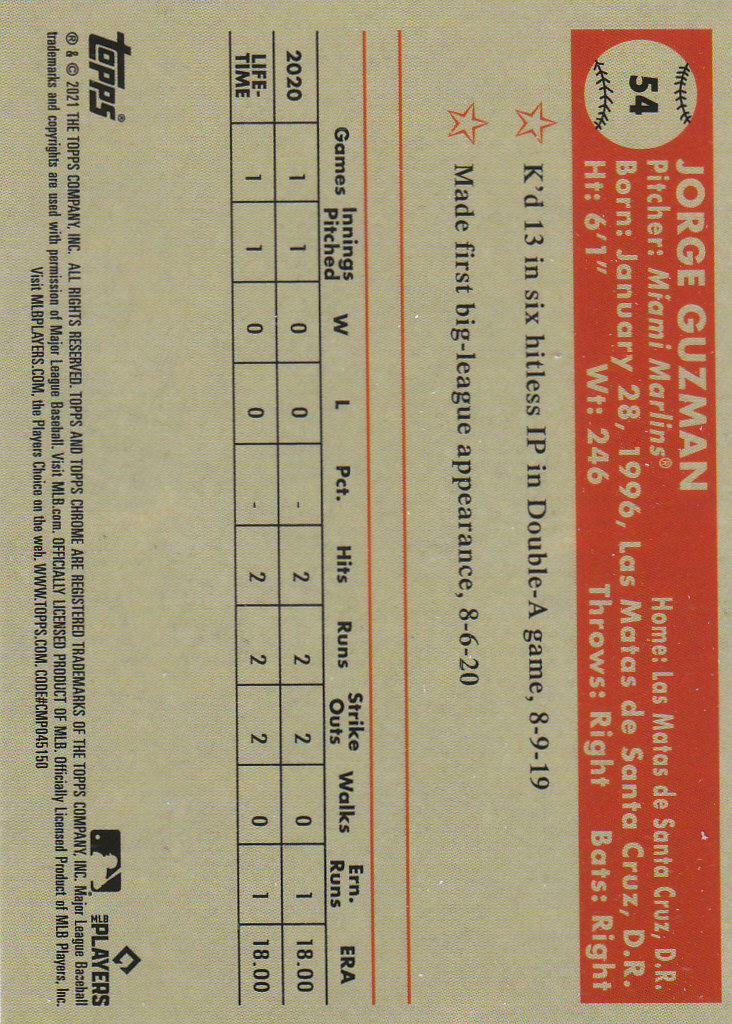 54
JORGE GUZMAN
Pitcher: Miami Marlins® Home: Las Matas de Santa Cruz, D.R.
Born: January 28, 1996, Las Matas de Santa Cruz, D.R.
Ht: 6'1" Wt: 246 Throws: Right Bats: Right
K'd 13 in six hitless IP in Double-A game, 8-9-19
Made first big-league appearance, 8-6-20
Games Innings Pitched W L Pct. Hits Runs Strike Outs Walks Ern. Runs ERA
2020 1 1 0 0 - 2 2 2 0 1 18.00
LIFE-TIME 1 1 0 0 - 2 2 2 0 1 18.00
topps®
MLB PLAYERS
® & © 2021 THE TOPPS COMPANY, INC. ALL RIGHTS RESERVED. TOPPS AND TOPPS CHROME ARE REGISTERED TRADEMARKS OF THE TOPPS COMPANY, INC. Major League Baseball
trademarks and copyrights are used with permission of Major League Baseball. Visit MLB.com. OFFICIALLY LICENSED PRODUCT OF MLB. Officially Licensed Product of MLB Players, Inc.
Visit MLBPLAYERS.COM, the Players Choice on the web. WWW.TOPPS.COM. CODE#CMP045150